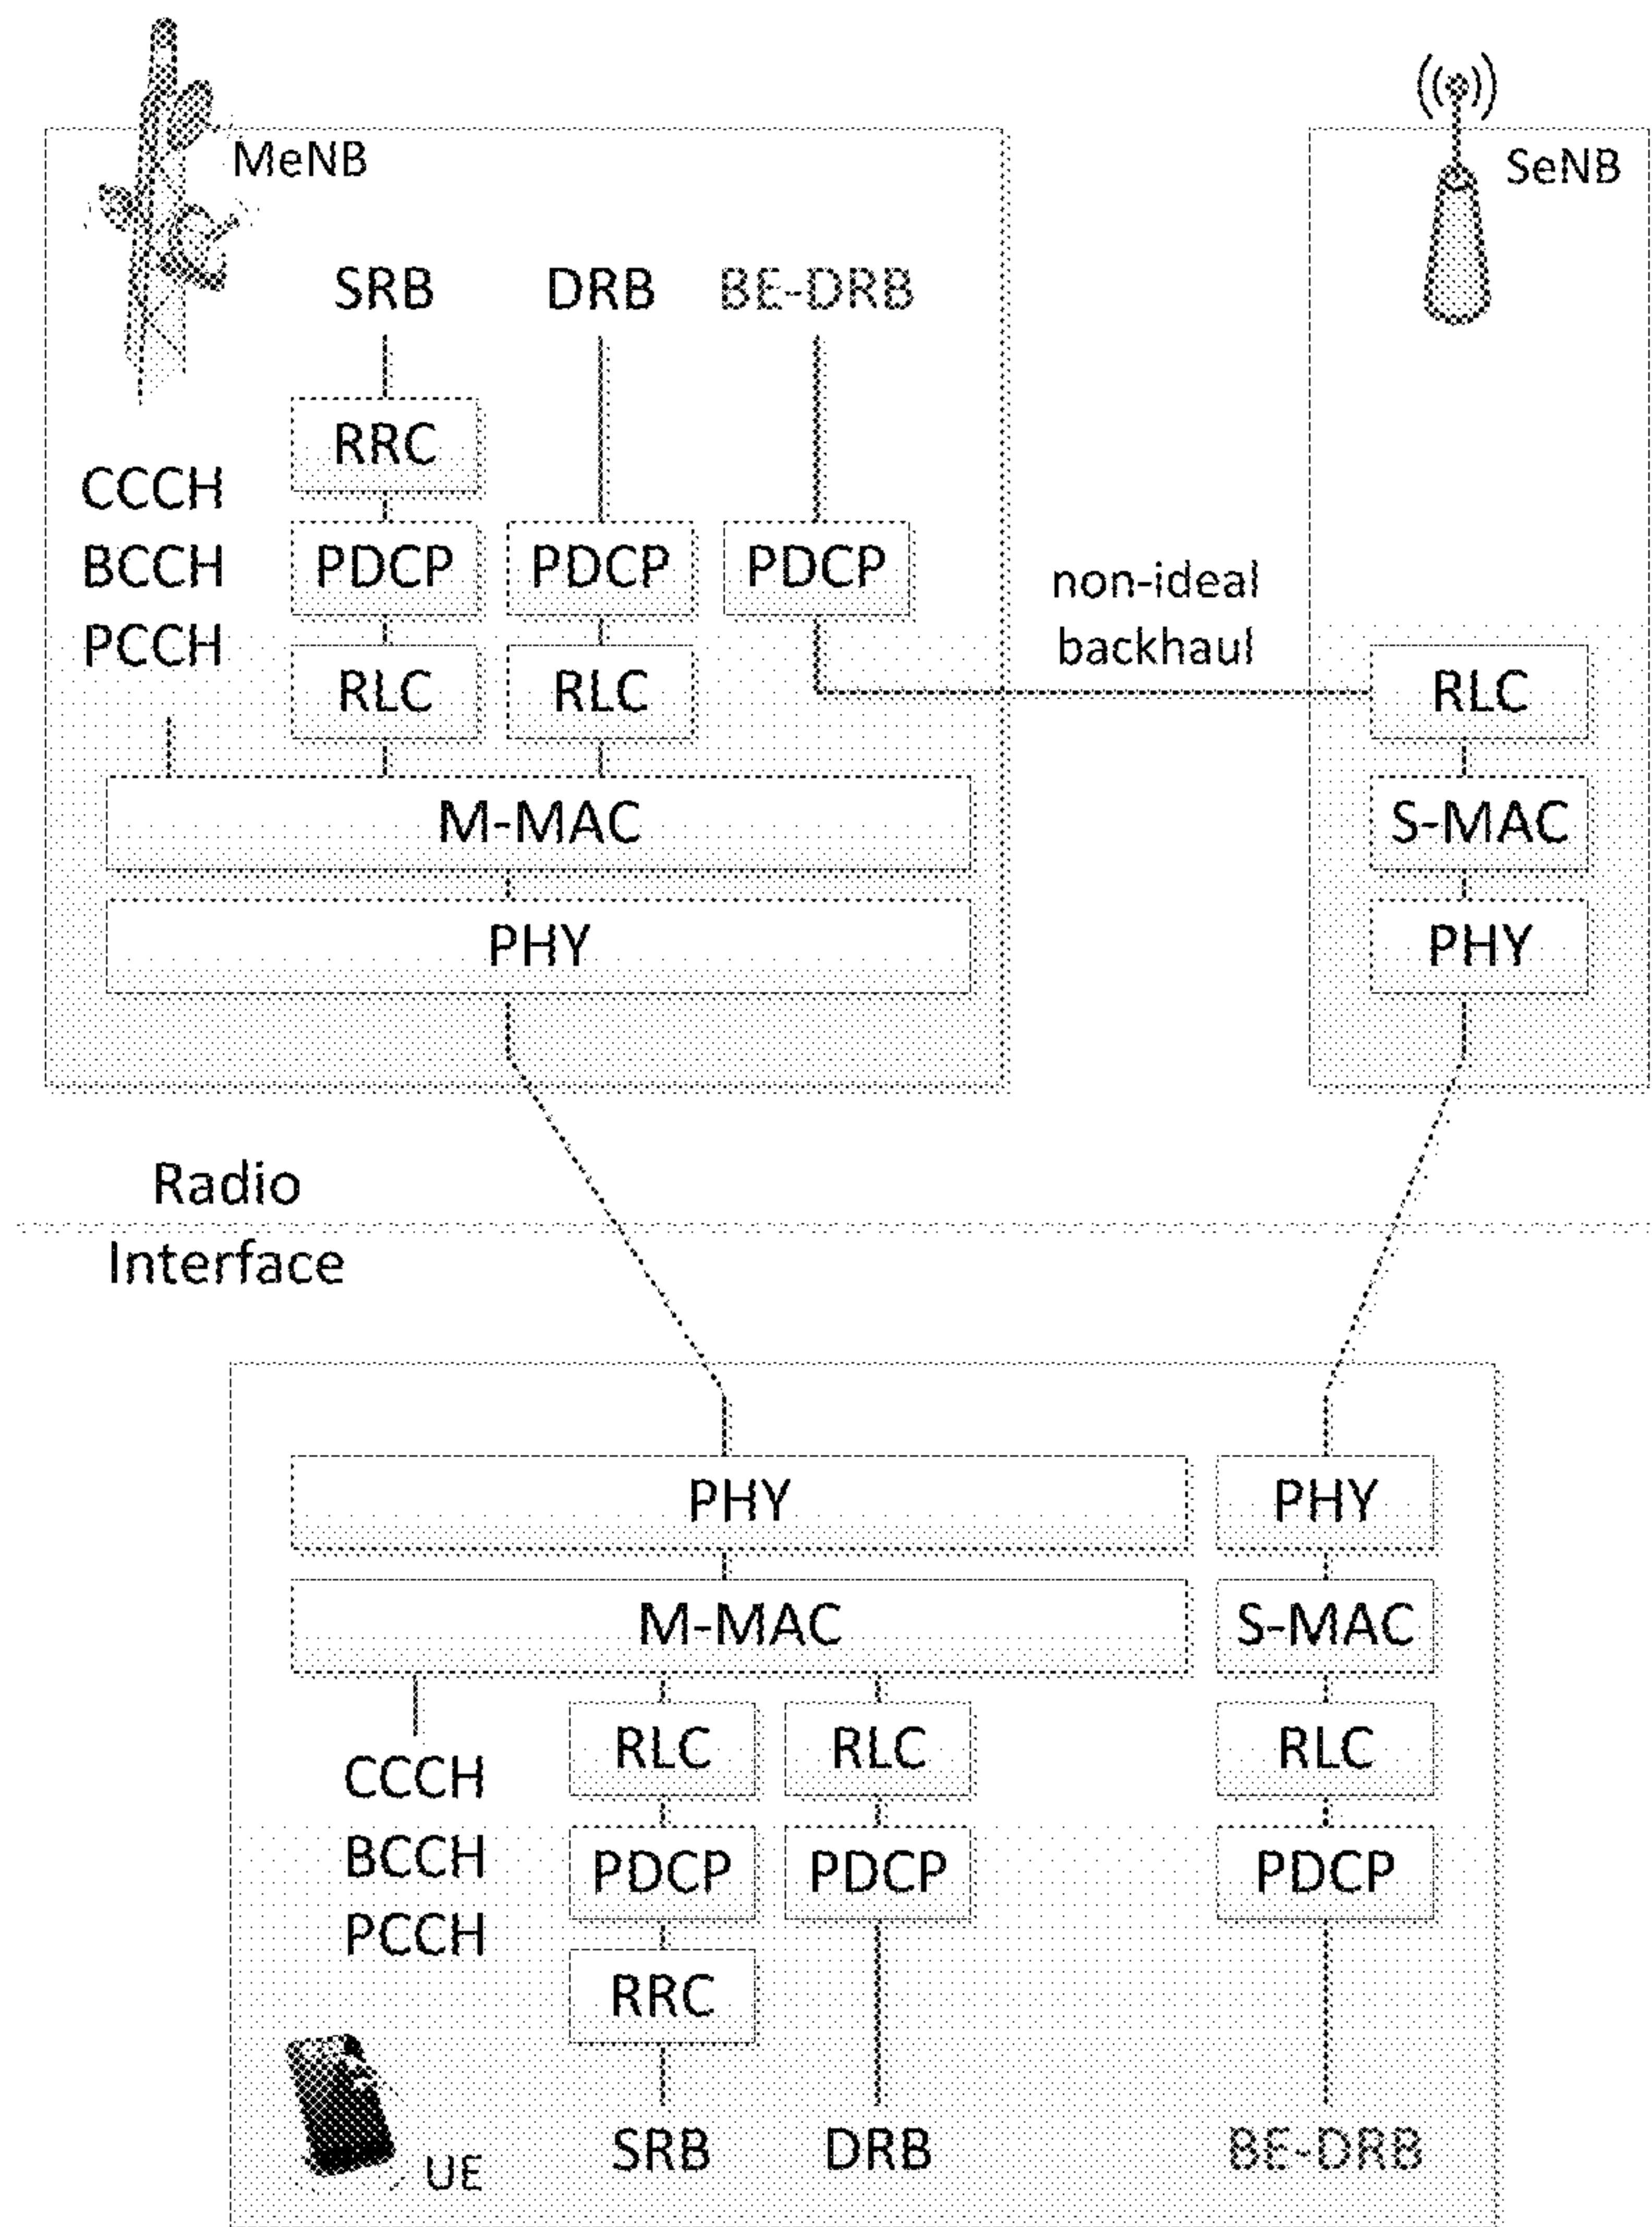 MeNB
SeNB
SRB DRB BE-DRB
RRC
CCCH
BCCH
PCCH
PDCP PDCP PDCP
non-ideal
backhaul
RLC RLC RLC
M-MAC S-MAC
PHY PHY
Radio
Interface
PHY PHY
M-MAC S-MAC
RLC RLC RLC
CCCH
BCCH
PCCH
PDCP PDCP PDCP
RRC
SRB DRB BE-DRB
UE